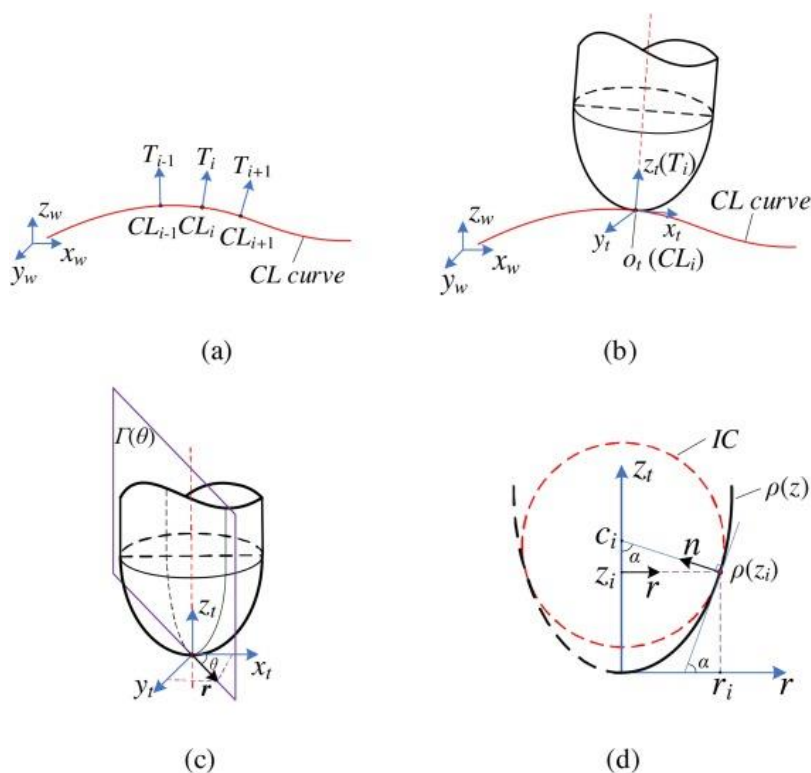 T_{i-1} T_i T_{i+1}
CL_{i-1} CL_i CL_{i+1}
z_w
x_w
y_w
CL curve
(a)
z_t(T_i)
CL curve
z_w
x_w
y_w
x_t
y_t
o_t (CL_i)
(b)
Γ(θ)
z_t
θ
x_t
y_t
r
(c)
IC
z_t
ρ(z)
c_i
α
n
z_i
r
ρ(z_i)
α
r_i
r
(d)